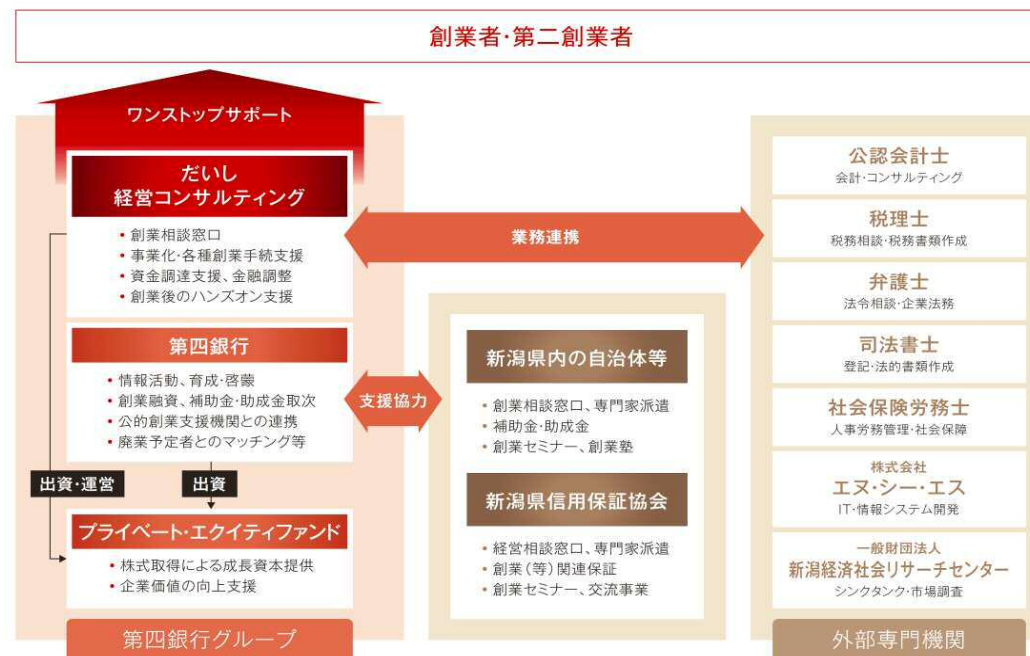 創業者・第二創業者
ワンストップサポート
だいし
経営コンサルティング
• 創業相談窓口
• 事業化・各種創業手続支援
• 資金調達支援、金融調整
• 創業後のハンズオン支援
第四銀行
• 情報活動、育成・啓蒙
• 創業融資、補助金・助成金取次
• 公的創業支援機関との連携
• 廃業予定者とのマッチング等
出資・運営
出資
プライベート・エクイティファンド
• 株式取得による成長資本提供
• 企業価値の向上支援
第四銀行グループ
業務連携
支援協力
新潟県内の自治体等
• 創業相談窓口、専門家派遣
• 補助金・助成金
• 創業セミナー、創業塾
新潟県信用保証協会
• 経営相談窓口、専門家派遣
• 創業(等)関連保証
• 創業セミナー、交流事業
公認会計士
会計・コンサルティング
税理士
税務相談・税務書類作成
弁護士
法令相談・企業法務
司法書士
登記・法的書類作成
社会保険労務士
人事労務管理・社会保障
株式会社
エヌ・シー・エス
IT・情報システム開発
一般財団法人
新潟経済社会リサーチセンター
シンクタンク・市場調査
外部専門機関